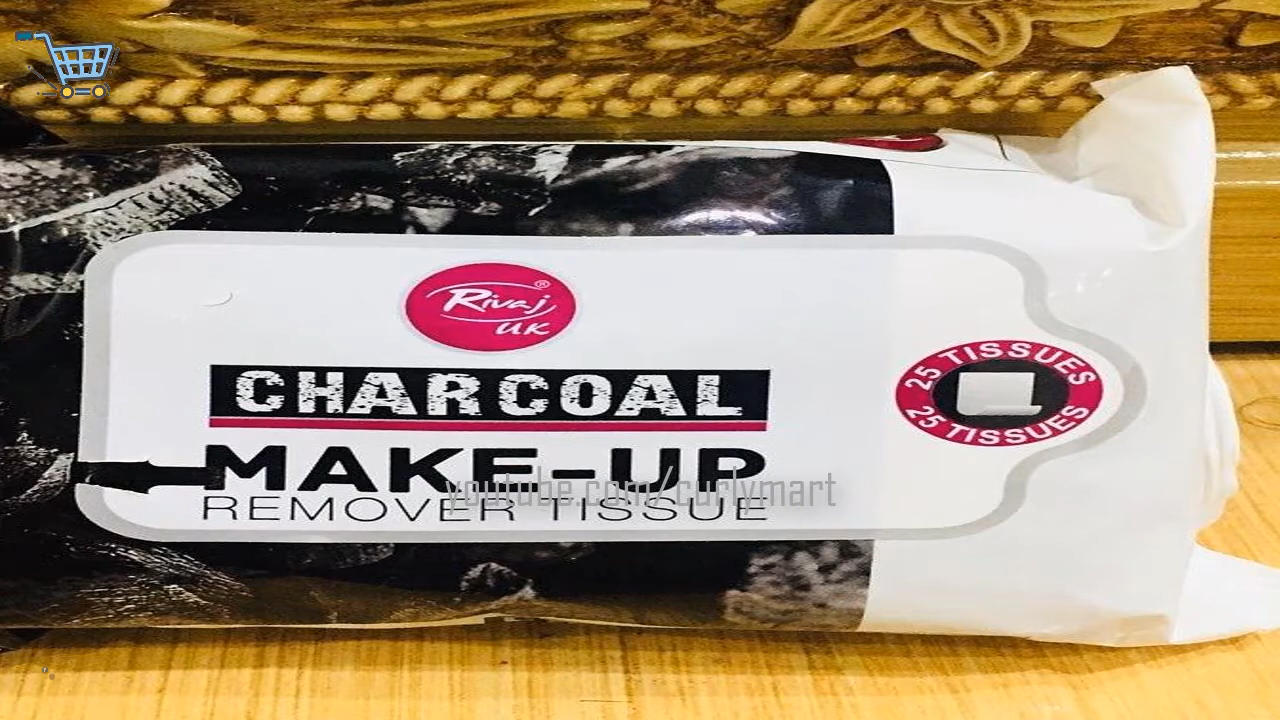 Rivaj®
UK
CHARCOAL
MAKE-UP
REMOVER TISSUE
youtube.com/curlymart
25 TISSUES
25 TISSUES